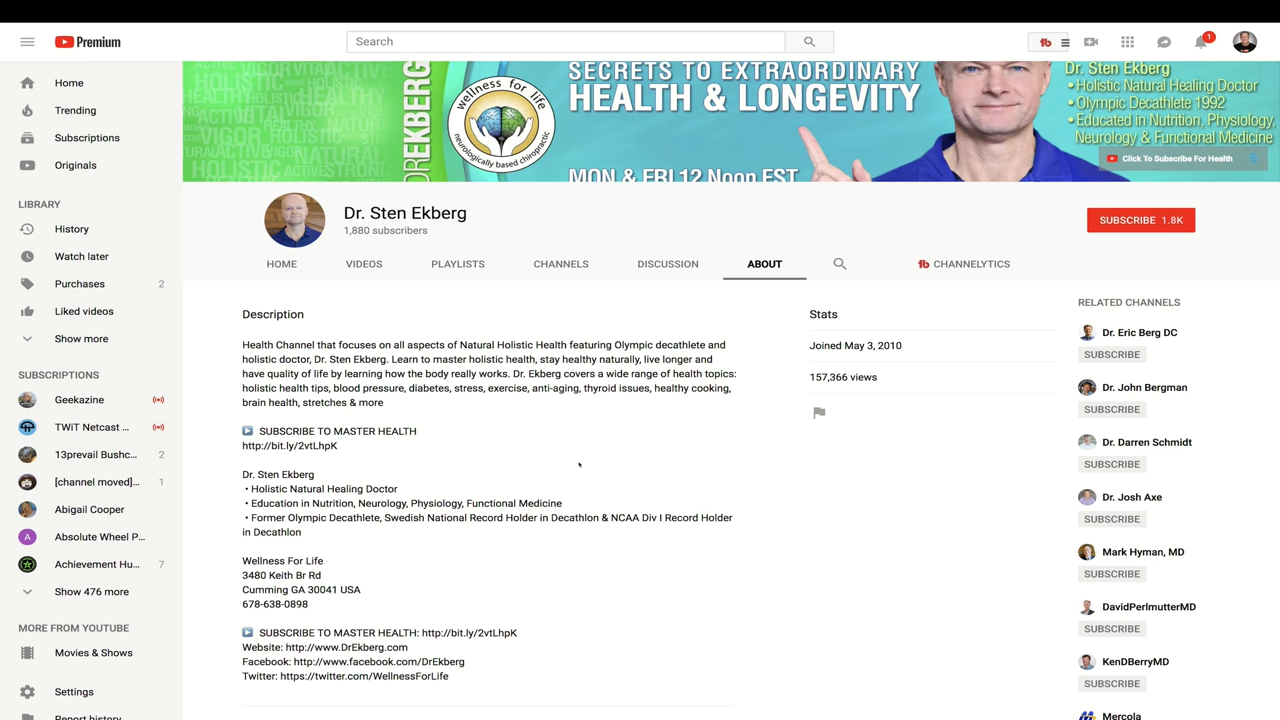 Premium
Search
1
Home
Trending
Subscriptions
Originals
LIBRARY
History
Watch later
Purchases 2
Liked videos
Show more
SUBSCRIPTIONS
Geekazine
TWiT Netcast ...
13prevail Bushc... 2
[channel moved]... 1
Abigail Cooper
A Absolute Wheel P...
Achievement Hu... 7
Show 476 more
MORE FROM YOUTUBE
Movies & Shows
Settings
Report history
DREKBERG
wellness for life
neurologically based chiropractic
SECRETS TO EXTRAORDINARY
HEALTH & LONGEVITY
MON & FRI 12 Noon EST
Dr. Sten Ekberg
•Holistic Natural Healing Doctor
•Olympic Decathlete 1992
•Educated in Nutrition, Physiology,
Neurology & Functional Medicine
Click To Subscribe For Health
Dr. Sten Ekberg
1,880 subscribers
SUBSCRIBE 1.8K
HOME VIDEOS PLAYLISTS CHANNELS DISCUSSION ABOUT CHANNELYTICS
Description
Health Channel that focuses on all aspects of Natural Holistic Health featuring Olympic decathlete and
holistic doctor, Dr. Sten Ekberg. Learn to master holistic health, stay healthy naturally, live longer and
have quality of life by learning how the body really works. Dr. Ekberg covers a wide range of health topics:
holistic health tips, blood pressure, diabetes, stress, exercise, anti-aging, thyroid issues, healthy cooking,
brain health, stretches & more
SUBSCRIBE TO MASTER HEALTH
http://bit.ly/2vtLhpK
Dr. Sten Ekberg
• Holistic Natural Healing Doctor
• Education in Nutrition, Neurology, Physiology, Functional Medicine
• Former Olympic Decathlete, Swedish National Record Holder in Decathlon & NCAA Div I Record Holder
in Decathlon
Wellness For Life
3480 Keith Br Rd
Cumming GA 30041 USA
678-638-0898
SUBSCRIBE TO MASTER HEALTH: http://bit.ly/2vtLhpK
Website: http://www.DrEkberg.com
Facebook: http://www.facebook.com/DrEkberg
Twitter: https://twitter.com/WellnessForLife
Stats
Joined May 3, 2010
157,366 views
RELATED CHANNELS
Dr. Eric Berg DC
SUBSCRIBE
Dr. John Bergman
SUBSCRIBE
Dr. Darren Schmidt
SUBSCRIBE
Dr. Josh Axe
SUBSCRIBE
Mark Hyman, MD
SUBSCRIBE
DavidPerlmutterMD
SUBSCRIBE
KenDBerryMD
SUBSCRIBE
Mercola